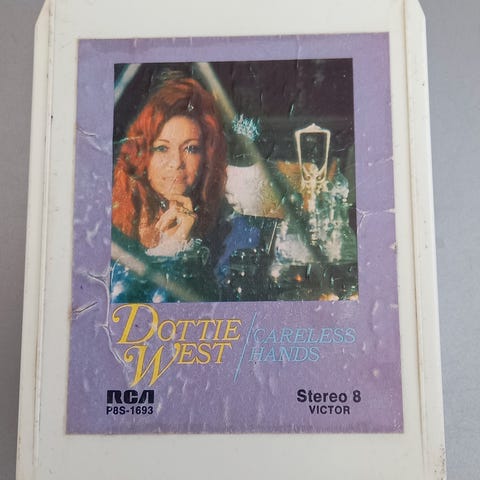 DOTTIE WEST
CARELESS HANDS
RCA
P8S-1693
Stereo 8
VICTOR